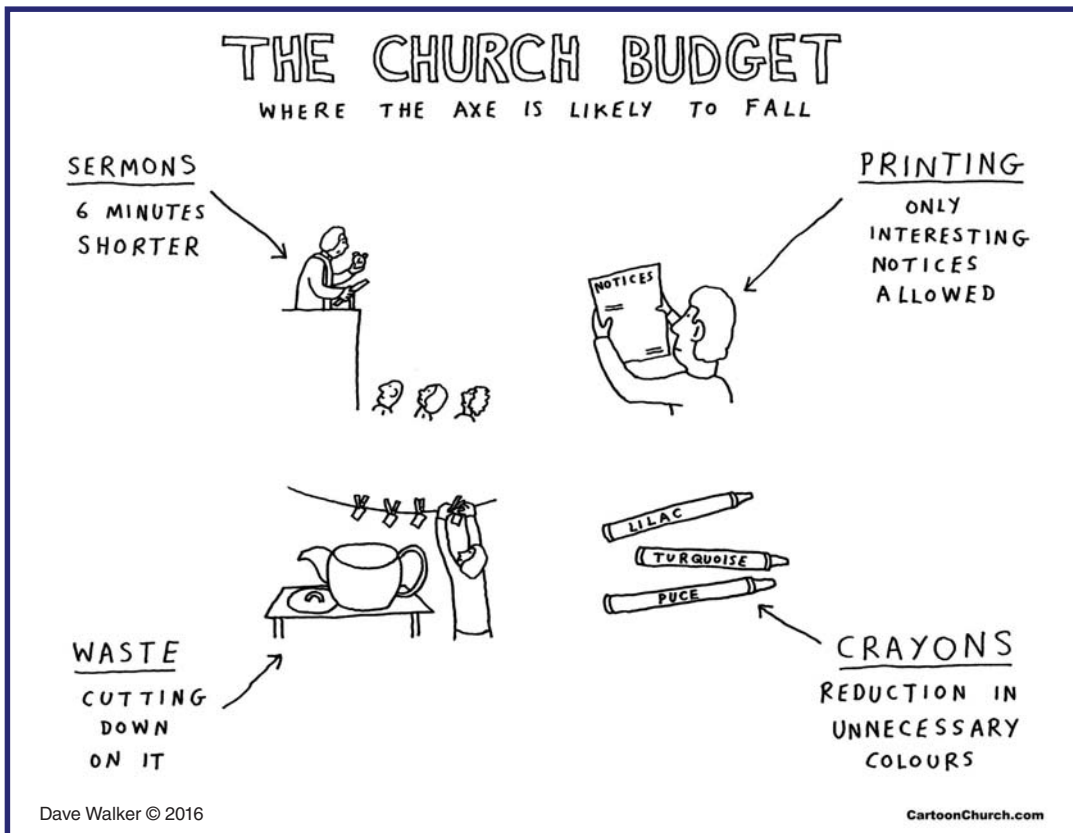 THE CHURCH BUDGET
WHERE THE AXE IS LIKELY TO FALL
SERMONS
6 MINUTES
SHORTER
PRINTING
ONLY
INTERESTING
NOTICES
ALLOWED
NOTICES
WASTE
CUTTING
DOWN
ON IT
LILAC
TURQUOISE
PUCE
CRAYONS
REDUCTION IN
UNNECESSARY
COLOURS
Dave Walker © 2016
CartoonChurch.com